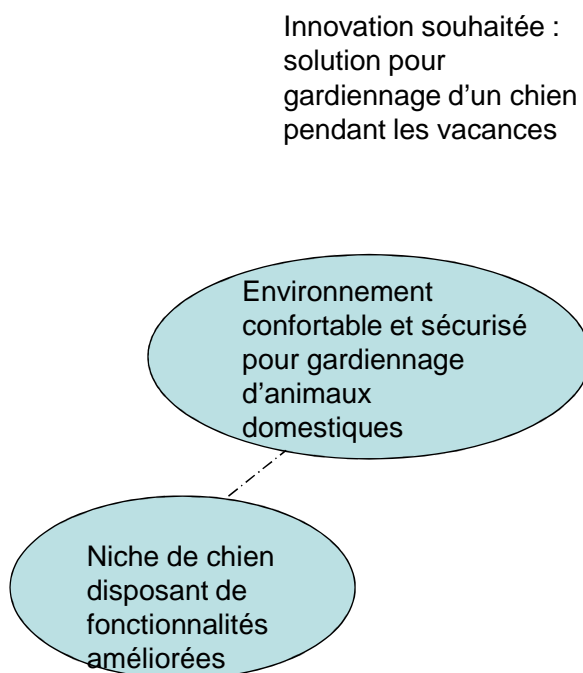 Innovation souhaitée :
solution pour
gardiennage d’un chien
pendant les vacances
Environnement
confortable et sécurisé
pour gardiennage
d’animaux
domestiques
Niche de chien
disposant de
fonctionnalités
améliorées